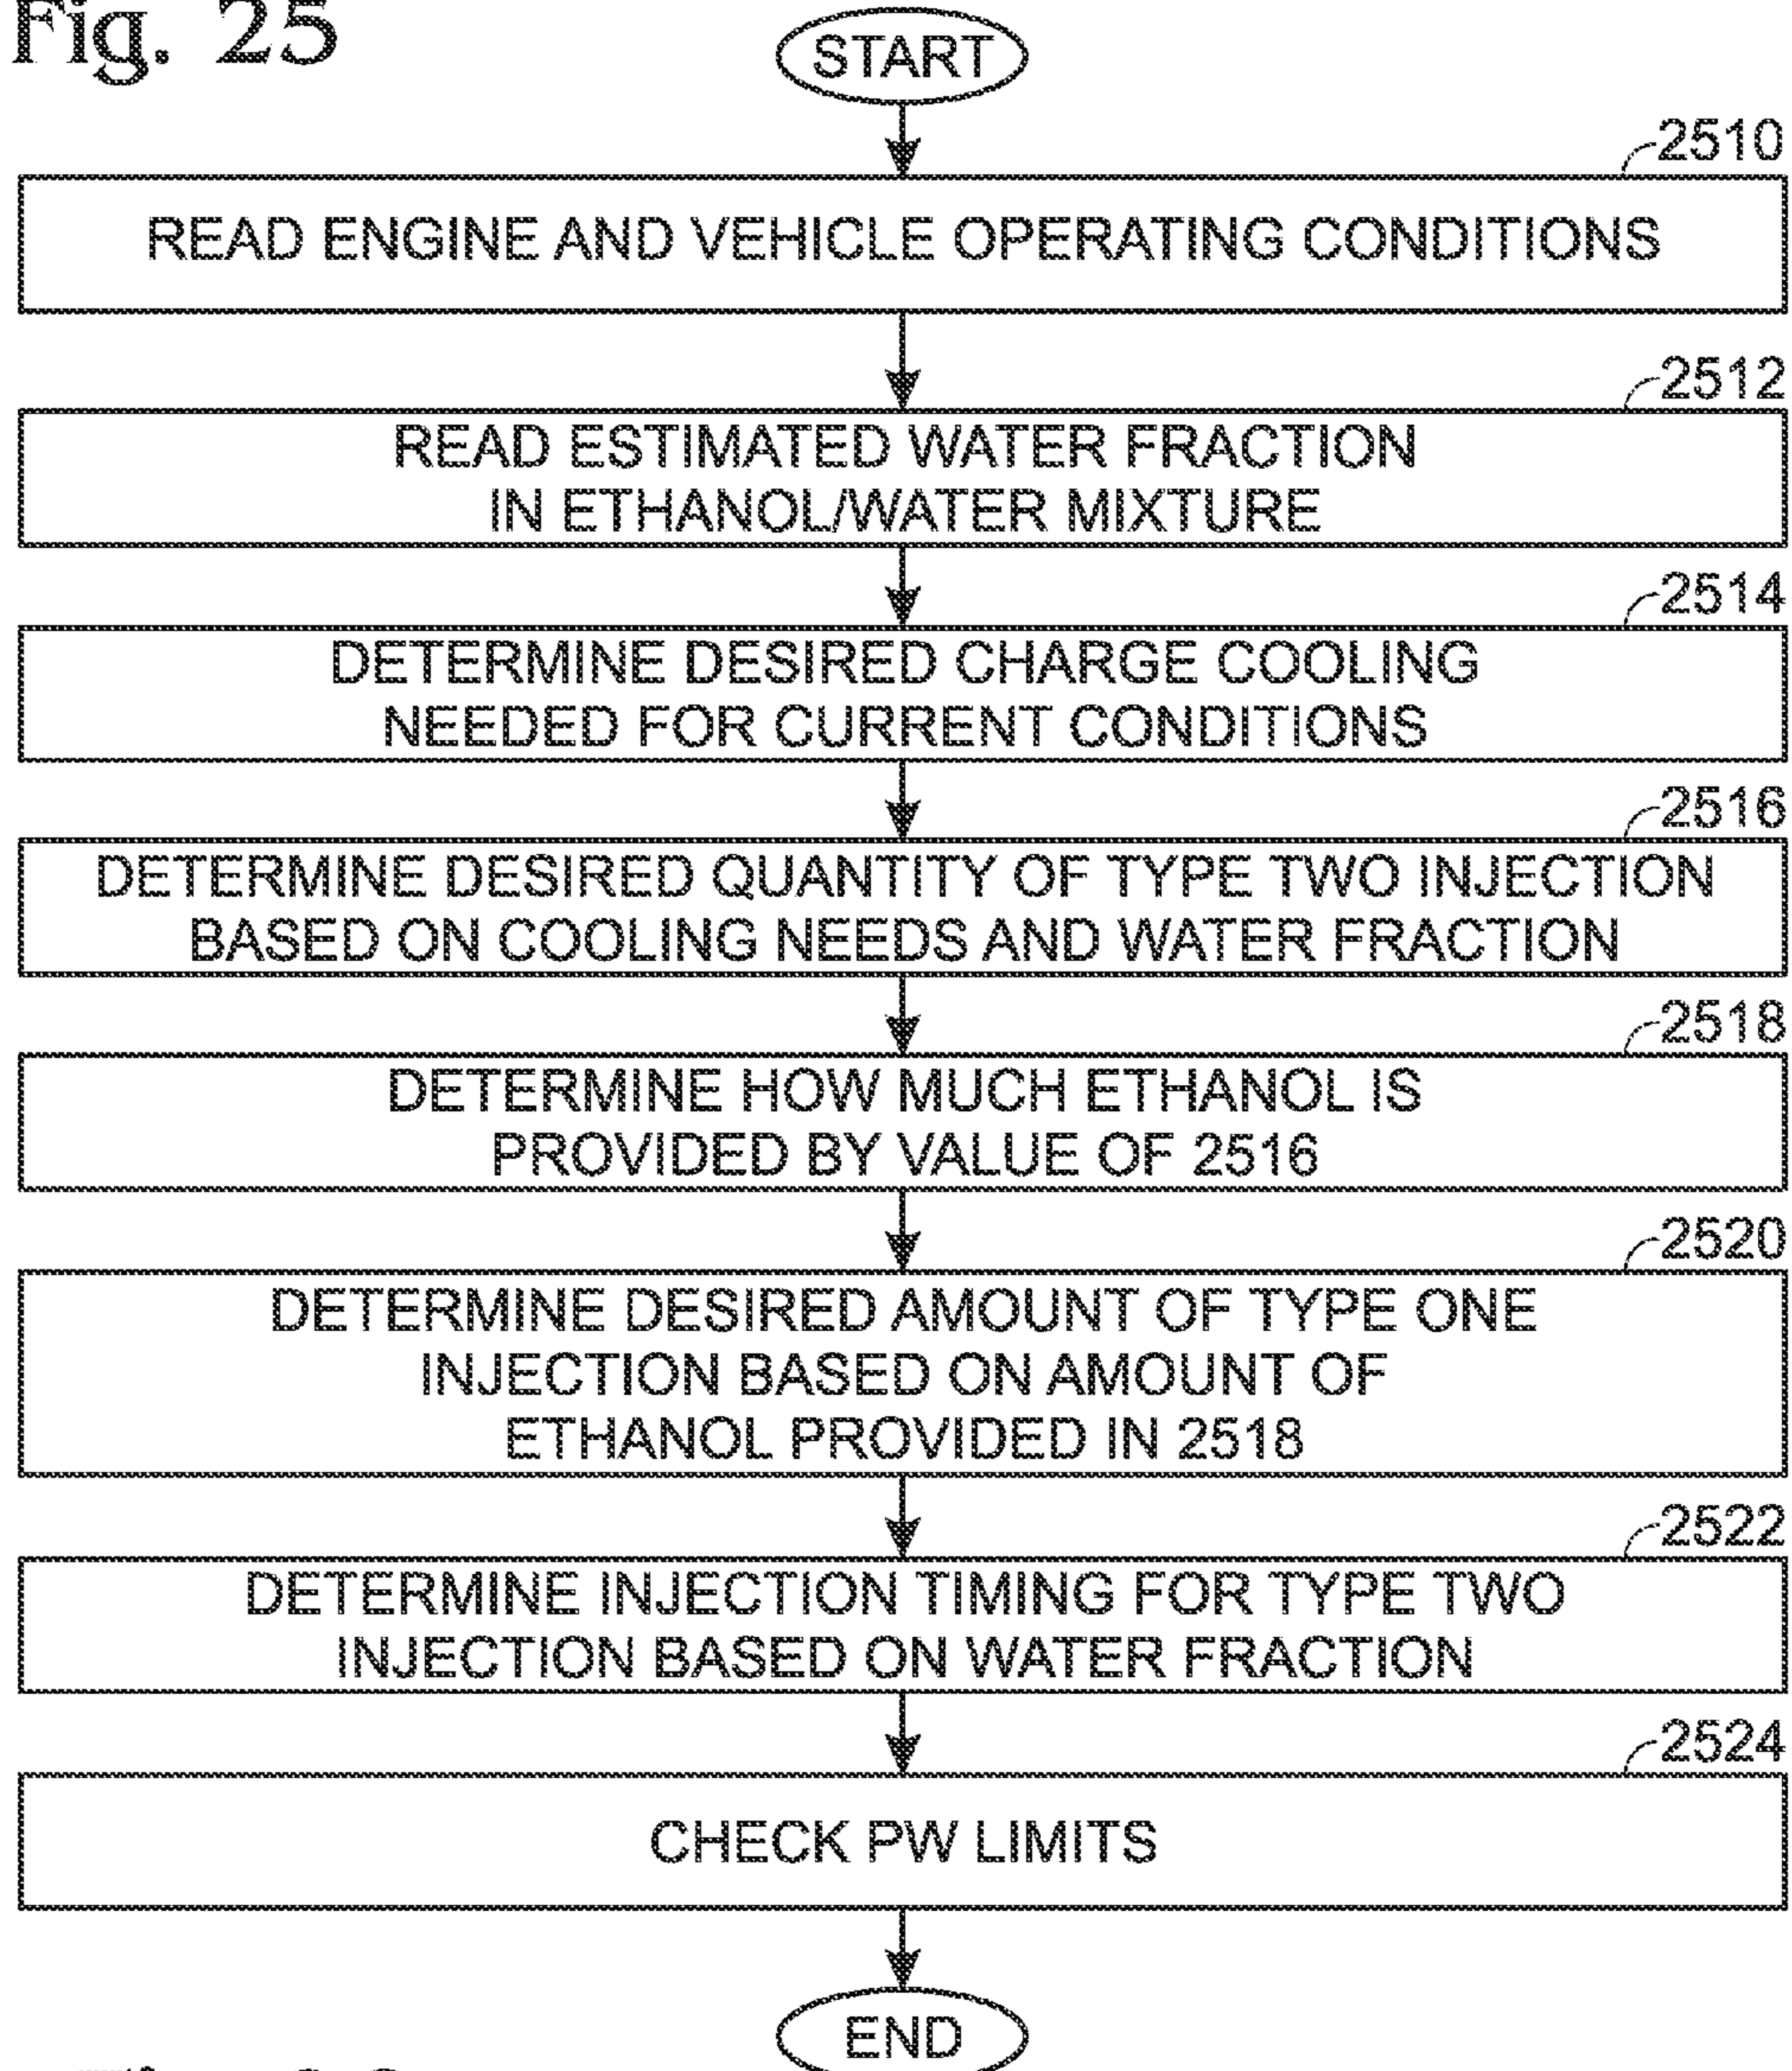 Fig. 25
START
2510
READ ENGINE AND VEHICLE OPERATING CONDITIONS
2512
READ ESTIMATED WATER FRACTION
IN ETHANOL/WATER MIXTURE
2514
DETERMINE DESIRED CHARGE COOLING
NEEDED FOR CURRENT CONDITIONS
2516
DETERMINE DESIRED QUANTITY OF TYPE TWO INJECTION
BASED ON COOLING NEEDS AND WATER FRACTION
2518
DETERMINE HOW MUCH ETHANOL IS
PROVIDED BY VALUE OF 2516
2520
DETERMINE DESIRED AMOUNT OF TYPE ONE
INJECTION BASED ON AMOUNT OF
ETHANOL PROVIDED IN 2518
2522
DETERMINE INJECTION TIMING FOR TYPE TWO
INJECTION BASED ON WATER FRACTION
2524
CHECK PW LIMITS
END